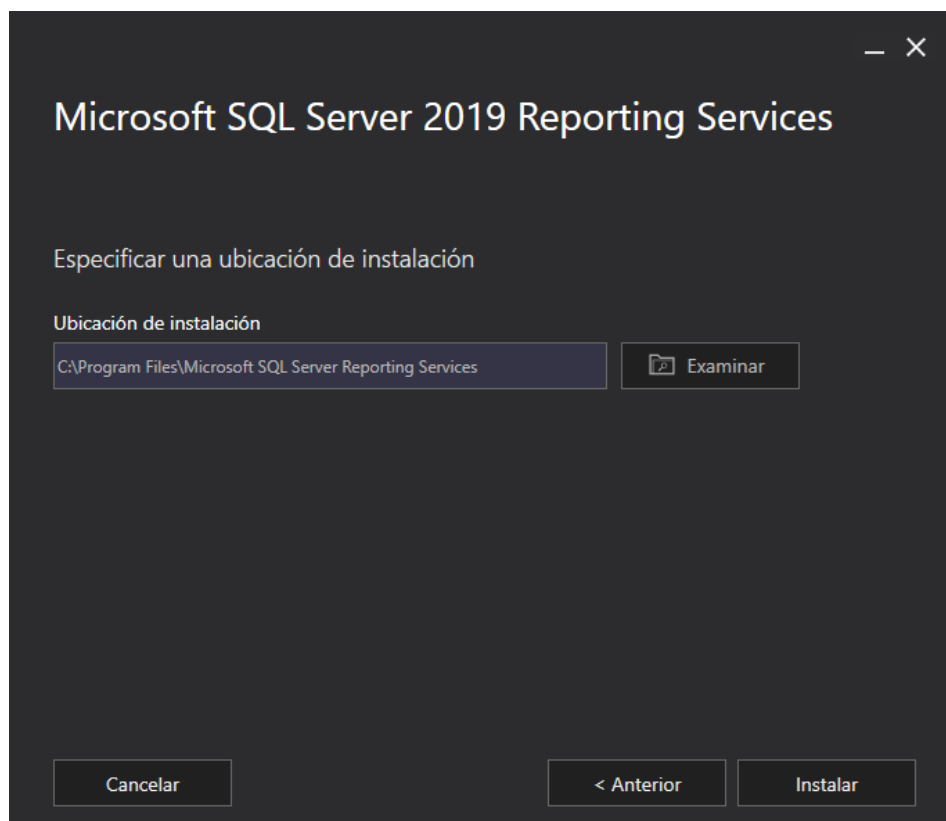 Microsoft SQL Server 2019 Reporting Services
Especificar una ubicación de instalación
Ubicación de instalación
C:\Program Files\Microsoft SQL Server Reporting Services
Examinar
Cancelar
< Anterior
Instalar